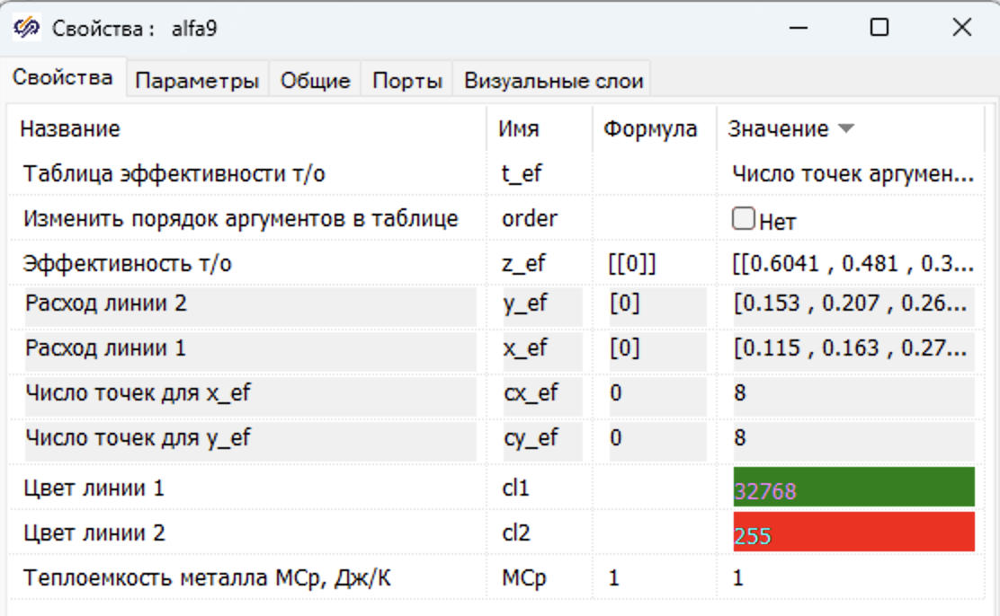 Свойства : alfa9
Свойства Параметры Общие Порты Визуальные слои
Название Имя Формула Значение
Таблица эффективности т/о t_ef Число точек аргумен...
Изменить порядок аргументов в таблице order Нет
Эффективность т/о z_ef [[0]] [[0.6041 , 0.481 , 0.3...
Расход линии 2 y_ef [0] [0.153 , 0.207 , 0.26...
Расход линии 1 x_ef [0] [0.115 , 0.163 , 0.27...
Число точек для x_ef cx_ef 0 8
Число точек для y_ef cy_ef 0 8
Цвет линии 1 cl1 32768
Цвет линии 2 cl2 255
Теплоемкость металла МСр, Дж/К MCp 1 1